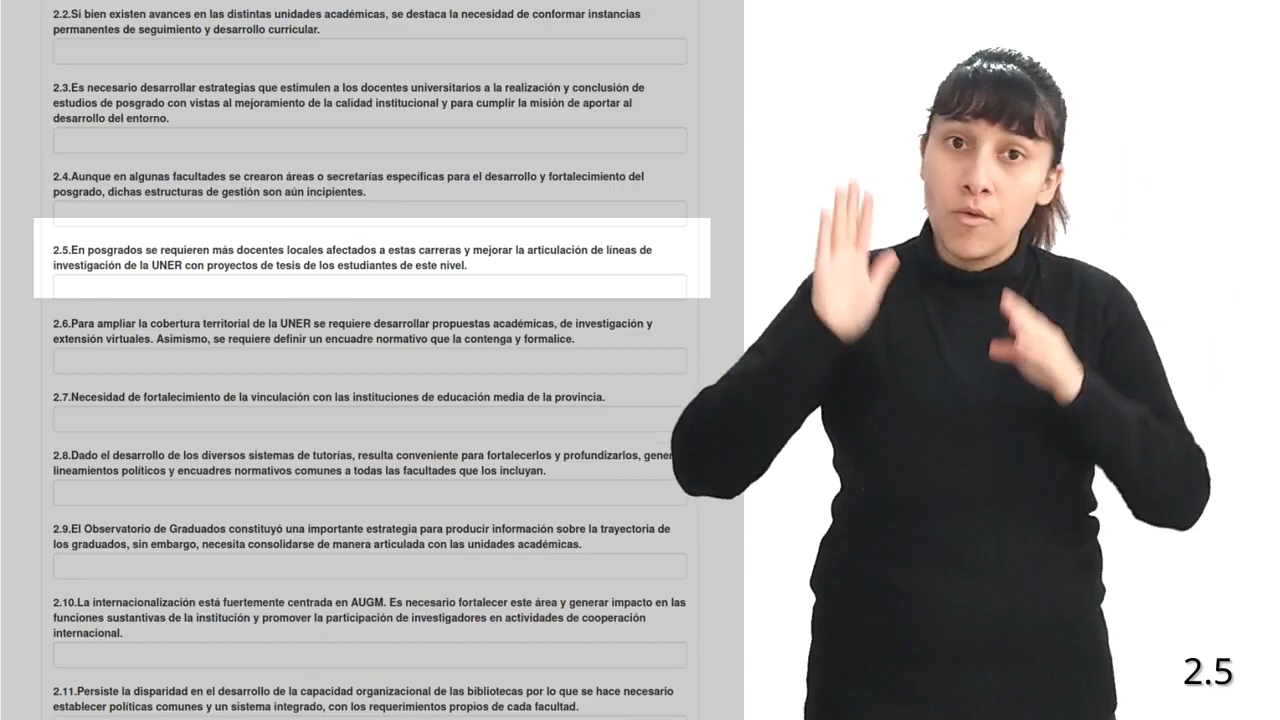 2.2.Si bien existen avances en las distintas unidades académicas, se destaca la necesidad de conformar instancias
permanentes de seguimiento y desarrollo curricular.
2.3.Es necesario desarrollar estrategias que estimulen a los docentes universitarios a la realización y conclusión de
estudios de posgrado con vistas al mejoramiento de la calidad institucional y para cumplir la misión de aportar al
desarrollo del entorno.
2.4.Aunque en algunas facultades se crearon áreas o secretarías específicas para el desarrollo y fortalecimiento del
posgrado, dichas estructuras de gestión son aún incipientes.
2.5.En posgrados se requieren más docentes locales afectados a estas carreras y mejorar la articulación de líneas de
investigación de la UNER con proyectos de tesis de los estudiantes de este nivel.
2.6.Para ampliar la cobertura territorial de la UNER se requiere desarrollar propuestas académicas, de investigación y
extensión virtuales. Asimismo, se requiere definir un encuadre normativo que la contenga y formalice.
2.7.Necesidad de fortalecimiento de la vinculación con las instituciones de educación media de la provincia.
2.8.Dado el desarrollo de los diversos sistemas de tutorías, resulta conveniente para fortalecerlos y profundizarlos, gener
lineamientos políticos y encuadres normativos comunes a todas las facultades que los incluyan.
2.9.El Observatorio de Graduados constituyó una importante estrategia para producir información sobre la trayectoria de
los graduados, sin embargo, necesita consolidarse de manera articulada con las unidades académicas.
2.10.La internacionalización está fuertemente centrada en AUGM. Es necesario fortalecer este área y generar impacto en las
funciones sustantivas de la institución y promover la participación de investigadores en actividades de cooperación
internacional.
2.11.Persiste la disparidad en el desarrollo de la capacidad organizacional de las bibliotecas por lo que se hace necesario
establecer políticas comunes y un sistema integrado, con los requerimientos propios de cada facultad.
2.5